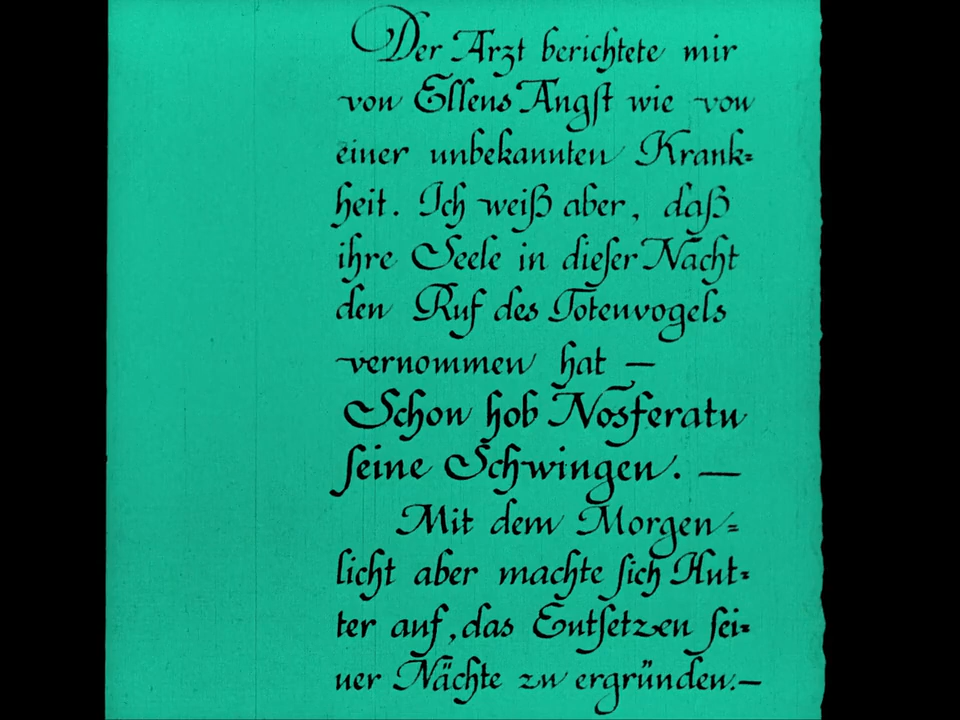 Der Arzt berichtete mir
von Ellens Angst wie von
einer unbekannten Krank=
heit. Ich weiß aber, daß
ihre Seele in dieſer Nacht
den Ruf des Totenvogels
vernommen hat —
Schon hob Nosferatu
ſeine Schwingen. —
Mit dem Morgen=
licht aber machte ſich Hut=
ter auf, das Entſetzen ſei=
ner Nächte zu ergründen.—